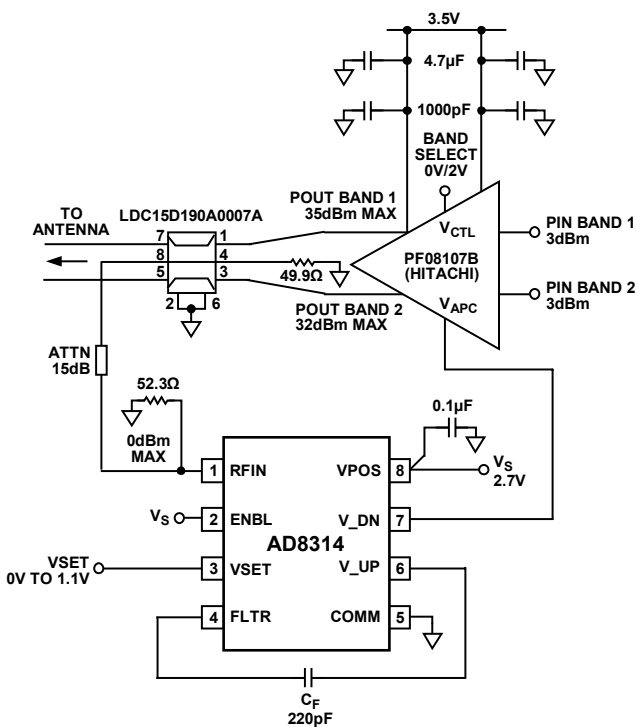 3.5V
4.7µF
1000pF
BAND
SELECT
0V/2V
TO
ANTENNA
LDC15D190A0007A
POUT BAND 1
35dBm MAX
7
1
8
4
5
3
2
6
49.9Ω
POUT BAND 2
32dBm MAX
VCTL
PF08107B
(HITACHI)
VAPC
PIN BAND 1
3dBm
PIN BAND 2
3dBm
ATTN
15dB
52.3Ω
0dBm
MAX
0.1µF
1
RFIN
VPOS
8
VS
2.7V
VS
2
ENBL
V_DN
7
AD8314
VSET
0V TO 1.1V
3
VSET
V_UP
6
4
FLTR
COMM
5
CF
220pF